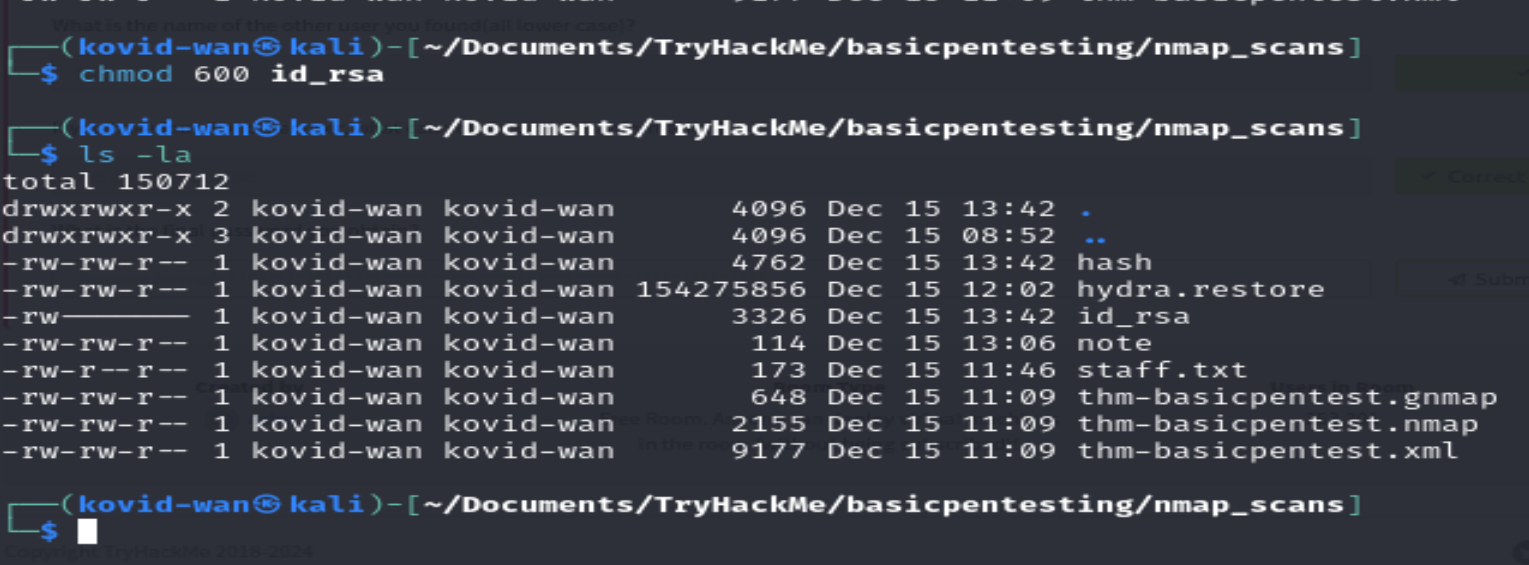 What is the name of the other user you found(all lower case)?
┌──(kovid-wan㉿kali)-[~/Documents/TryHackMe/basicpentesting/nmap_scans]
└─$ chmod 600 id_rsa
┌──(kovid-wan㉿kali)-[~/Documents/TryHackMe/basicpentesting/nmap_scans]
└─$ ls -la
total 150712
drwxrwxr-x 2 kovid-wan kovid-wan      4096 Dec 15 13:42 .
drwxrwxr-x 3 kovid-wan kovid-wan      4096 Dec 15 08:52 ..
-rw-rw-r-- 1 kovid-wan kovid-wan      4762 Dec 15 13:42 hash
-rw-rw-r-- 1 kovid-wan kovid-wan 154275856 Dec 15 12:02 hydra.restore
-rw------- 1 kovid-wan kovid-wan      3326 Dec 15 13:42 id_rsa
-rw-rw-r-- 1 kovid-wan kovid-wan       114 Dec 15 13:06 note
-rw-r--r-- 1 kovid-wan kovid-wan       173 Dec 15 11:46 staff.txt
-rw-rw-r-- 1 kovid-wan kovid-wan       648 Dec 15 11:09 thm-basicpentest.gnmap
-rw-rw-r-- 1 kovid-wan kovid-wan      2155 Dec 15 11:09 thm-basicpentest.nmap
-rw-rw-r-- 1 kovid-wan kovid-wan      9177 Dec 15 11:09 thm-basicpentest.xml
┌──(kovid-wan㉿kali)-[~/Documents/TryHackMe/basicpentesting/nmap_scans]
└─$
Correct
Created by
Room Type
Users in Room
Free Room.
in the room
Copyright TryHackMe 2018-2024